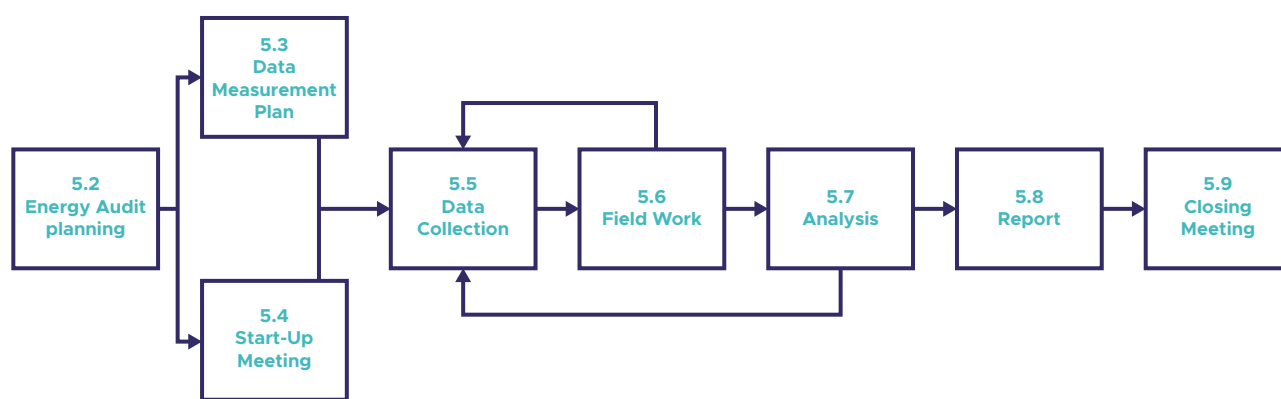 5.2
Energy Audit
planning
5.3
Data
Measurement
Plan
5.4
Start-Up
Meeting
5.5
Data
Collection
5.6
Field Work
5.7
Analysis
5.8
Report
5.9
Closing
Meeting